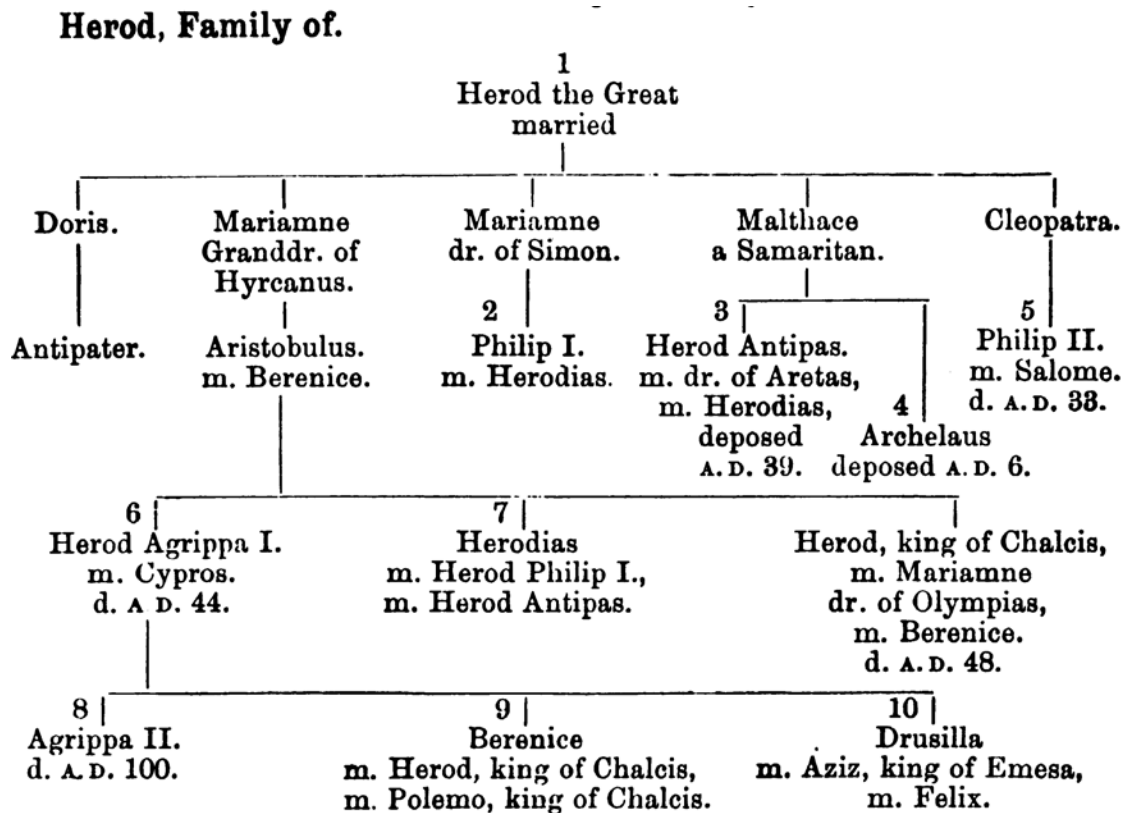 Herod, Family of.
1
Herod the Great
married
Doris.
Mariamne
Granddr. of
Hyrcanus.
Mariamne
dr. of Simon.
Malthace
a Samaritan.
Cleopatra.
Antipater.
Aristobulus.
m. Berenice.
2
Philip I.
m. Herodias.
3
Herod Antipas.
m. dr. of Aretas,
m. Herodias,
deposed
A.D. 39.
4
Archelaus
deposed A.D. 6.
5
Philip II.
m. Salome.
d. A.D. 33.
6
Herod Agrippa I.
m. Cypros.
d. A D. 44.
7
Herodias
m. Herod Philip I.,
m. Herod Antipas.
Herod, king of Chalcis,
m. Mariamne
dr. of Olympias,
m. Berenice.
d. A.D. 48.
8
Agrippa II.
d. A.D. 100.
9
Berenice
m. Herod, king of Chalcis,
m. Polemo, king of Chalcis.
10
Drusilla
m. Aziz, king of Emesa,
m. Felix.